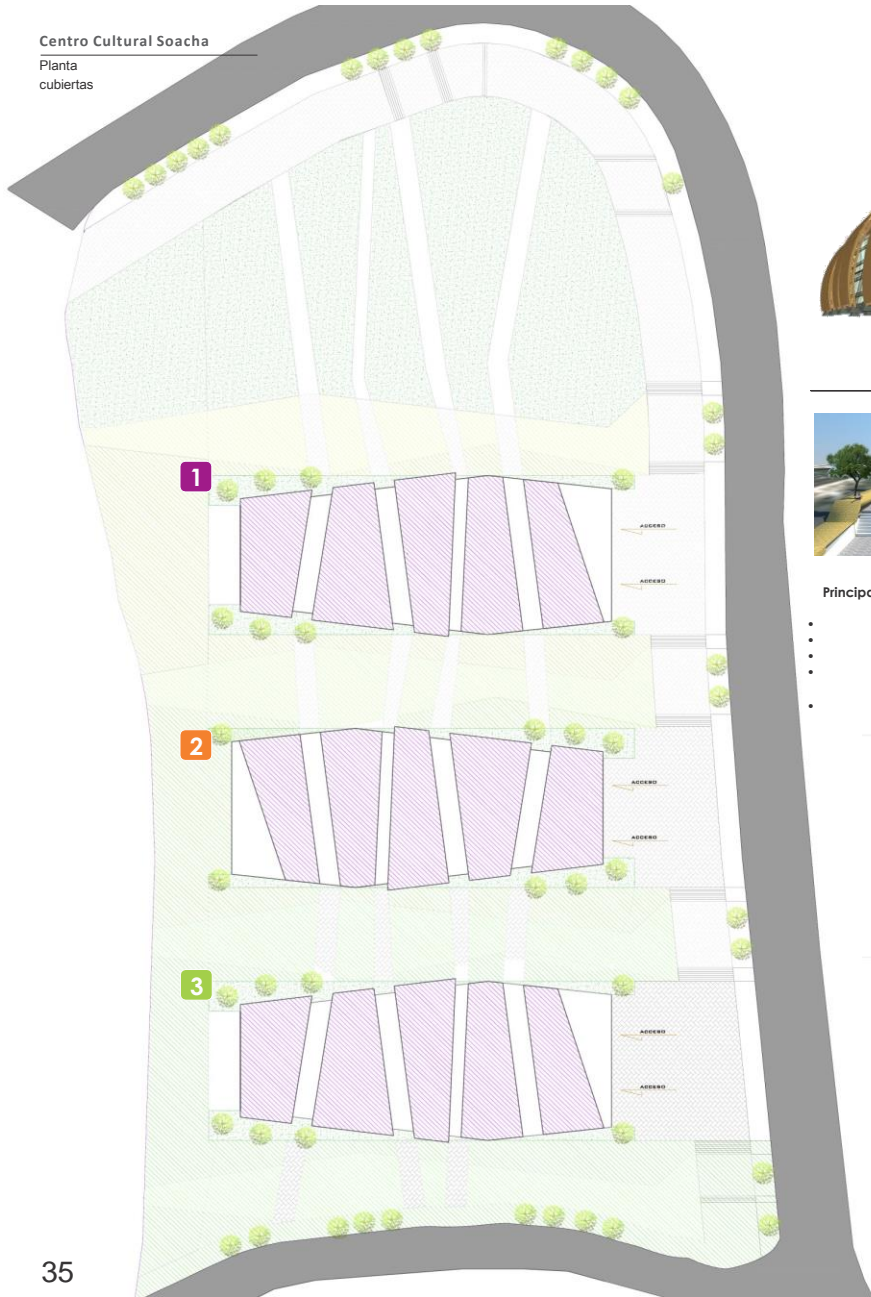 Centro Cultural Soacha
Planta
cubiertas
1
ACCESO
ACCESO
2
ACCESO
ACCESO
3
ACCESO
ACCESO
Principa
•
•
•
•
•
35